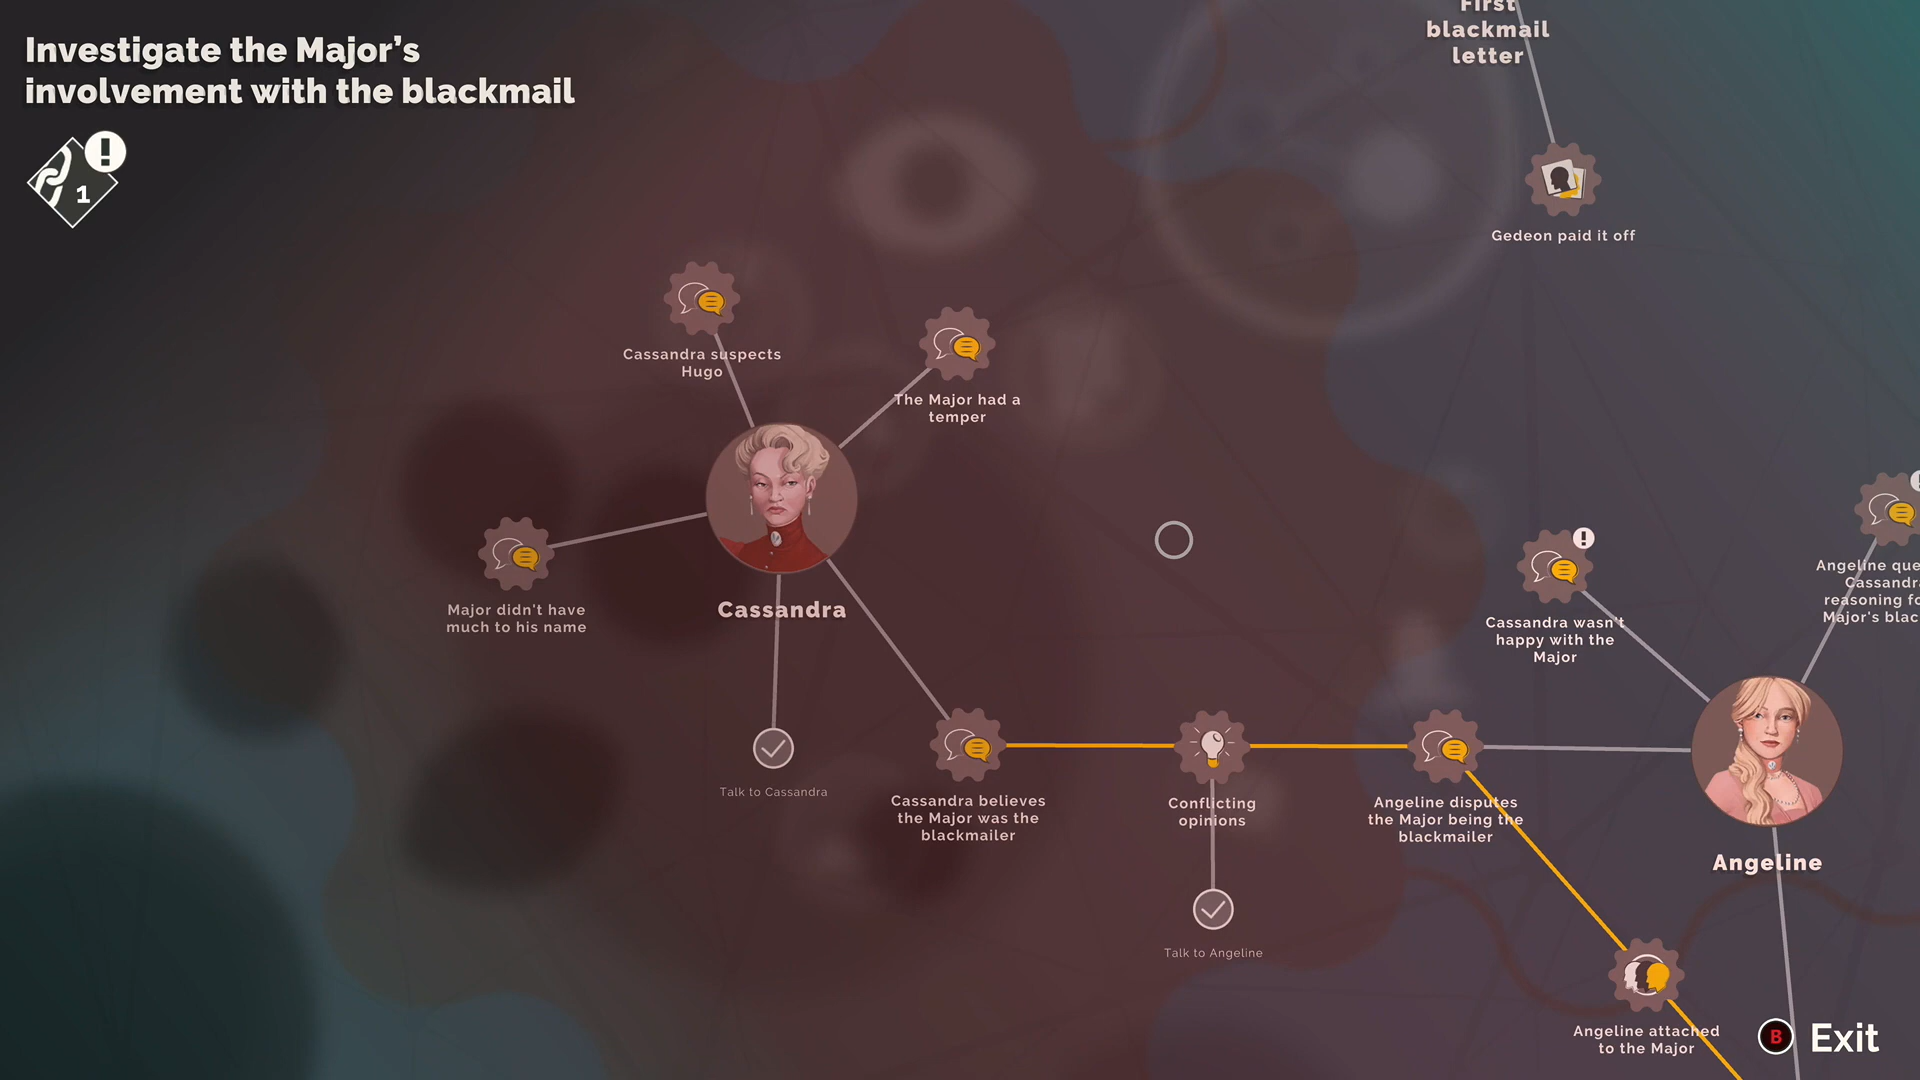 Investigate the Major's
involvement with the blackmail
1
First
blackmail
letter
Gedeon paid it off
Cassandra suspects
Hugo
The Major had a
temper
Major didn't have
much to his name
Cassandra
Talk to Cassandra
Cassandra believes
the Major was the
blackmailer
Conflicting
opinions
Talk to Angeline
Angeline disputes
the Major being the
blackmailer
Cassandra wasn't
happy with the
Major
Angeline
reasoning
Major's
Angeline
Angeline attached
to the Major
B Exit